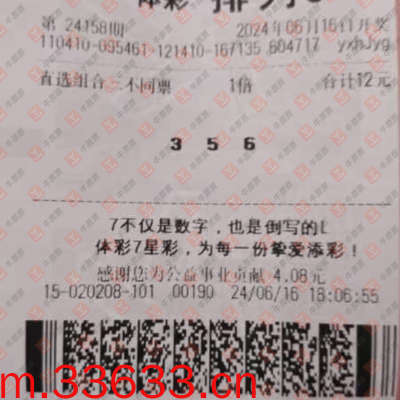 体彩 排列3
第 24158期 2024年06月16日开奖
110410-095461-121410-167135 604717 yxhJyg
直选组合三不同票 1倍 合计12元
3 5 6
7不仅是数字，也是倒写的L
体彩7星彩，为每一份挚爱添彩！
感谢您为公益事业贡献 4.08元
15-020208-101 00190 24/06/16 18:06:55
m.33633.cn